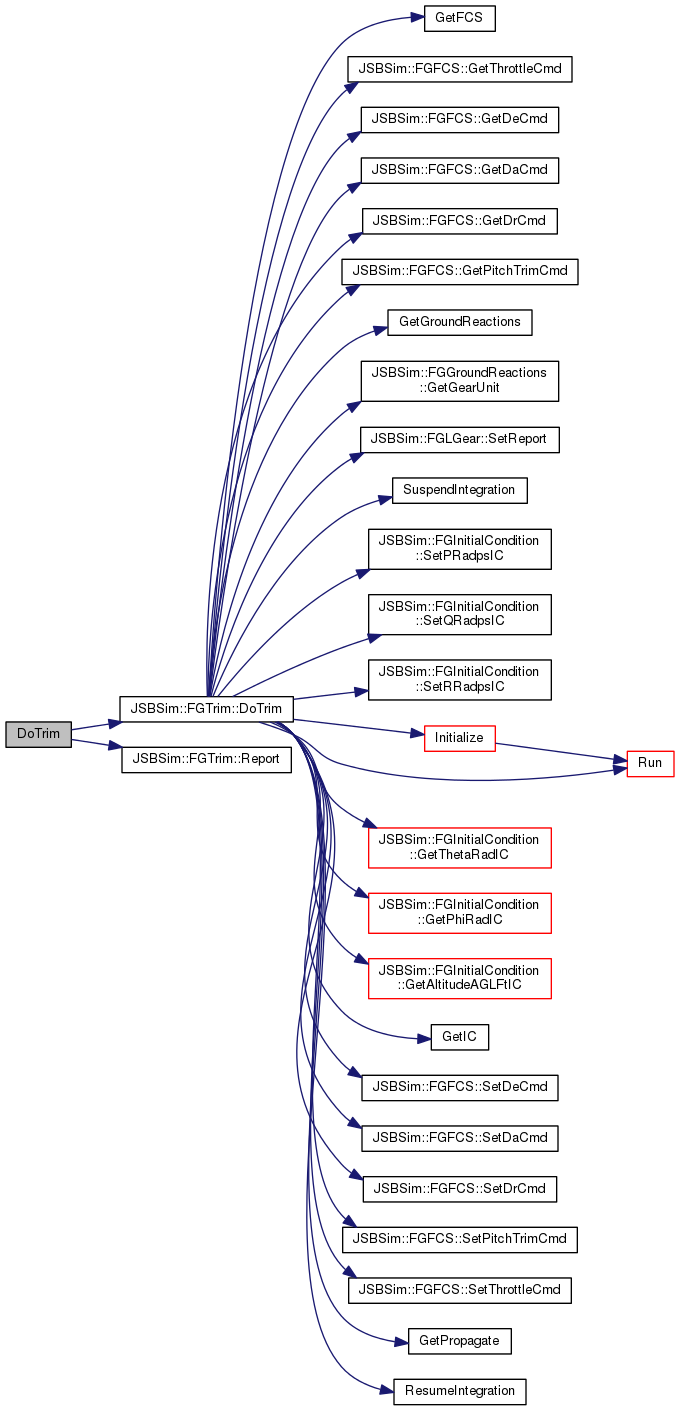 GetFCS
JSBSim::FGFCS::GetThrottleCmd
JSBSim::FGFCS::GetDeCmd
JSBSim::FGFCS::GetDaCmd
JSBSim::FGFCS::GetDrCmd
JSBSim::FGFCS::GetPitchTrimCmd
GetGroundReactions
JSBSim::FGGroundReactions
::GetGearUnit
JSBSim::FGLGear::SetReport
SuspendIntegration
JSBSim::FGInitialCondition
::SetPRadpsIC
JSBSim::FGInitialCondition
::SetQRadpsIC
JSBSim::FGInitialCondition
::SetRRadpsIC
JSBSim::FGTrim::DoTrim
DoTrim
Initialize
JSBSim::FGTrim::Report
Run
JSBSim::FGInitialCondition
::GetThetaRadIC
JSBSim::FGInitialCondition
::GetPhiRadIC
JSBSim::FGInitialCondition
::GetAltitudeAGLFtIC
GetIC
JSBSim::FGFCS::SetDeCmd
JSBSim::FGFCS::SetDaCmd
JSBSim::FGFCS::SetDrCmd
JSBSim::FGFCS::SetPitchTrimCmd
JSBSim::FGFCS::SetThrottleCmd
GetPropagate
ResumeIntegration